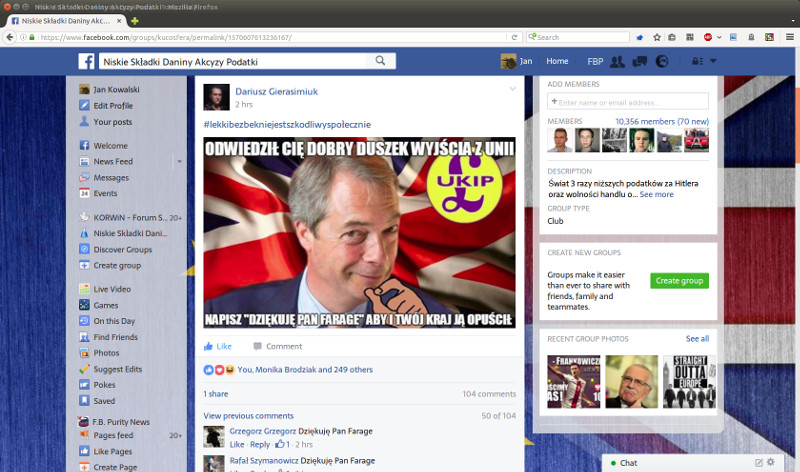 Niskie Składki Daniny Akcyzy Podatki - Mozilla Firefox
Niskie Składki Daniny Akc...
https://www.facebook.com/groups/kucosfera/permalink/1570607613236167/
Search
Niskie Składki Daniny Akcyzy Podatki
Jan
Home
FBP
Jan Kowalski
Edit Profile
Your posts
Welcome
News Feed
Messages
Events
KORWiN - Forum S... 20+
Niskie Składki Dani...
Discover Groups
Create group
Live Video
Games
On this Day
Find Friends
Photos
Suggest Edits
Pokes
Saved
F.B. Purity News
Pages feed 20+
Like Pages
Create Page
Dariusz Gierasimiuk
2 hrs
#lekkibezbekniejestszkodliwyspołecznie
ODWIEDZIŁ CIĘ DOBRY DUSZEK WYJŚCIA Z UNII
UKIP
NAPISZ "DZIĘKUJĘ PAN FARAGE" ABY I TWÓJ KRAJ JĄ OPUŚCIŁ
Like
Comment
You, Monika Brodziak and 249 others
1 share
104 comments
View previous comments
50 of 104
Grzegorz Grzegorz Dziękuję Pan Farage
Like · Reply · 1 · 2 hrs
Rafał Szymanowicz Dziękuję Pan Farage
ADD MEMBERS
Enter name or email address...
MEMBERS
10,356 members (70 new)
DESCRIPTION
Świat 3 razy niższych podatków za Hitlera
oraz wolności handlu o... See more
GROUP TYPE
Club
CREATE NEW GROUPS
Groups make it easier
than ever to share with
friends, family and
teammates.
Create group
RECENT GROUP PHOTOS
See all
STRAIGHT
OUTTA
EUROPE
Chat